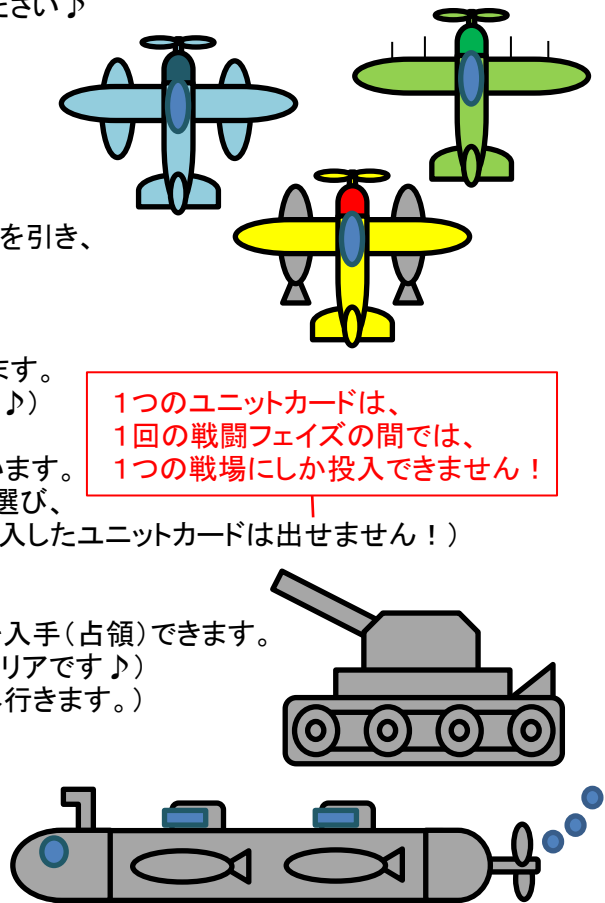 ださい♪
を引き、
ます。
♪）
１つのユニットカードは、
１回の戦闘フェイズの間では、
１つの戦場にしか投入できません！
います。
選び、
入したユニットカードは出せません！）
入手（占領）できます。
リアです♪）
行きます。）